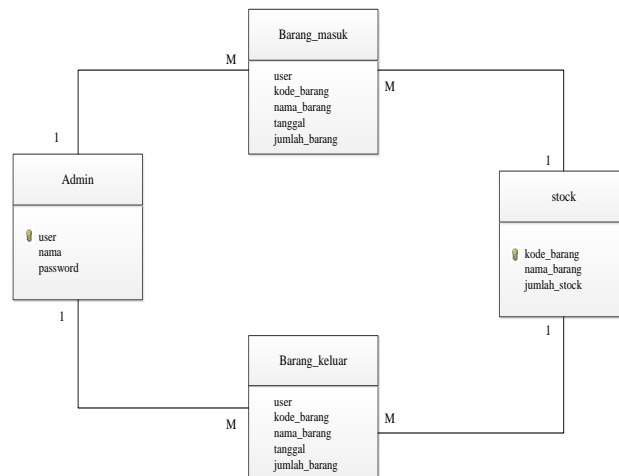 Barang_masuk
M
user
kode_barang
nama_barang
tanggal
jumlah_barang
M
1
1
Admin
user
nama
password
stock
kode_barang
nama_barang
jumlah_stock
1
1
Barang_keluar
M
user
kode_barang
nama_barang
tanggal
jumlah_barang
M